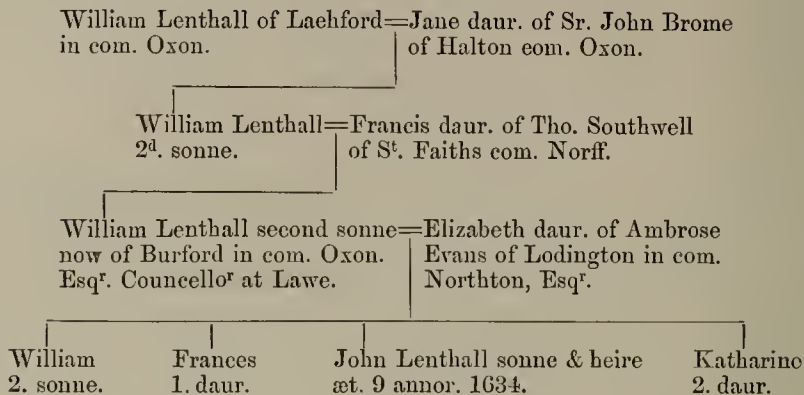 William Lenthall of Laehford=Jane daur. of Sr. John Brome
in com. Oxon.
of Halton eom. Oxon.
William Lenthall=Francis daur. of Tho. Southwell
2d. sonne.
of St. Faiths com. Norff.
William Lenthall second sonne=Elizabeth daur. of Ambrose
now of Burford in com. Oxon.
Evans of Lodington in com.
Esqr. Councellor at Lawe.
Northton, Esqr.
William
2. sonne.
Frances
1. daur.
John Lenthall sonne & heire
æt. 9 annor. 1634.
Katharine
2. daur.